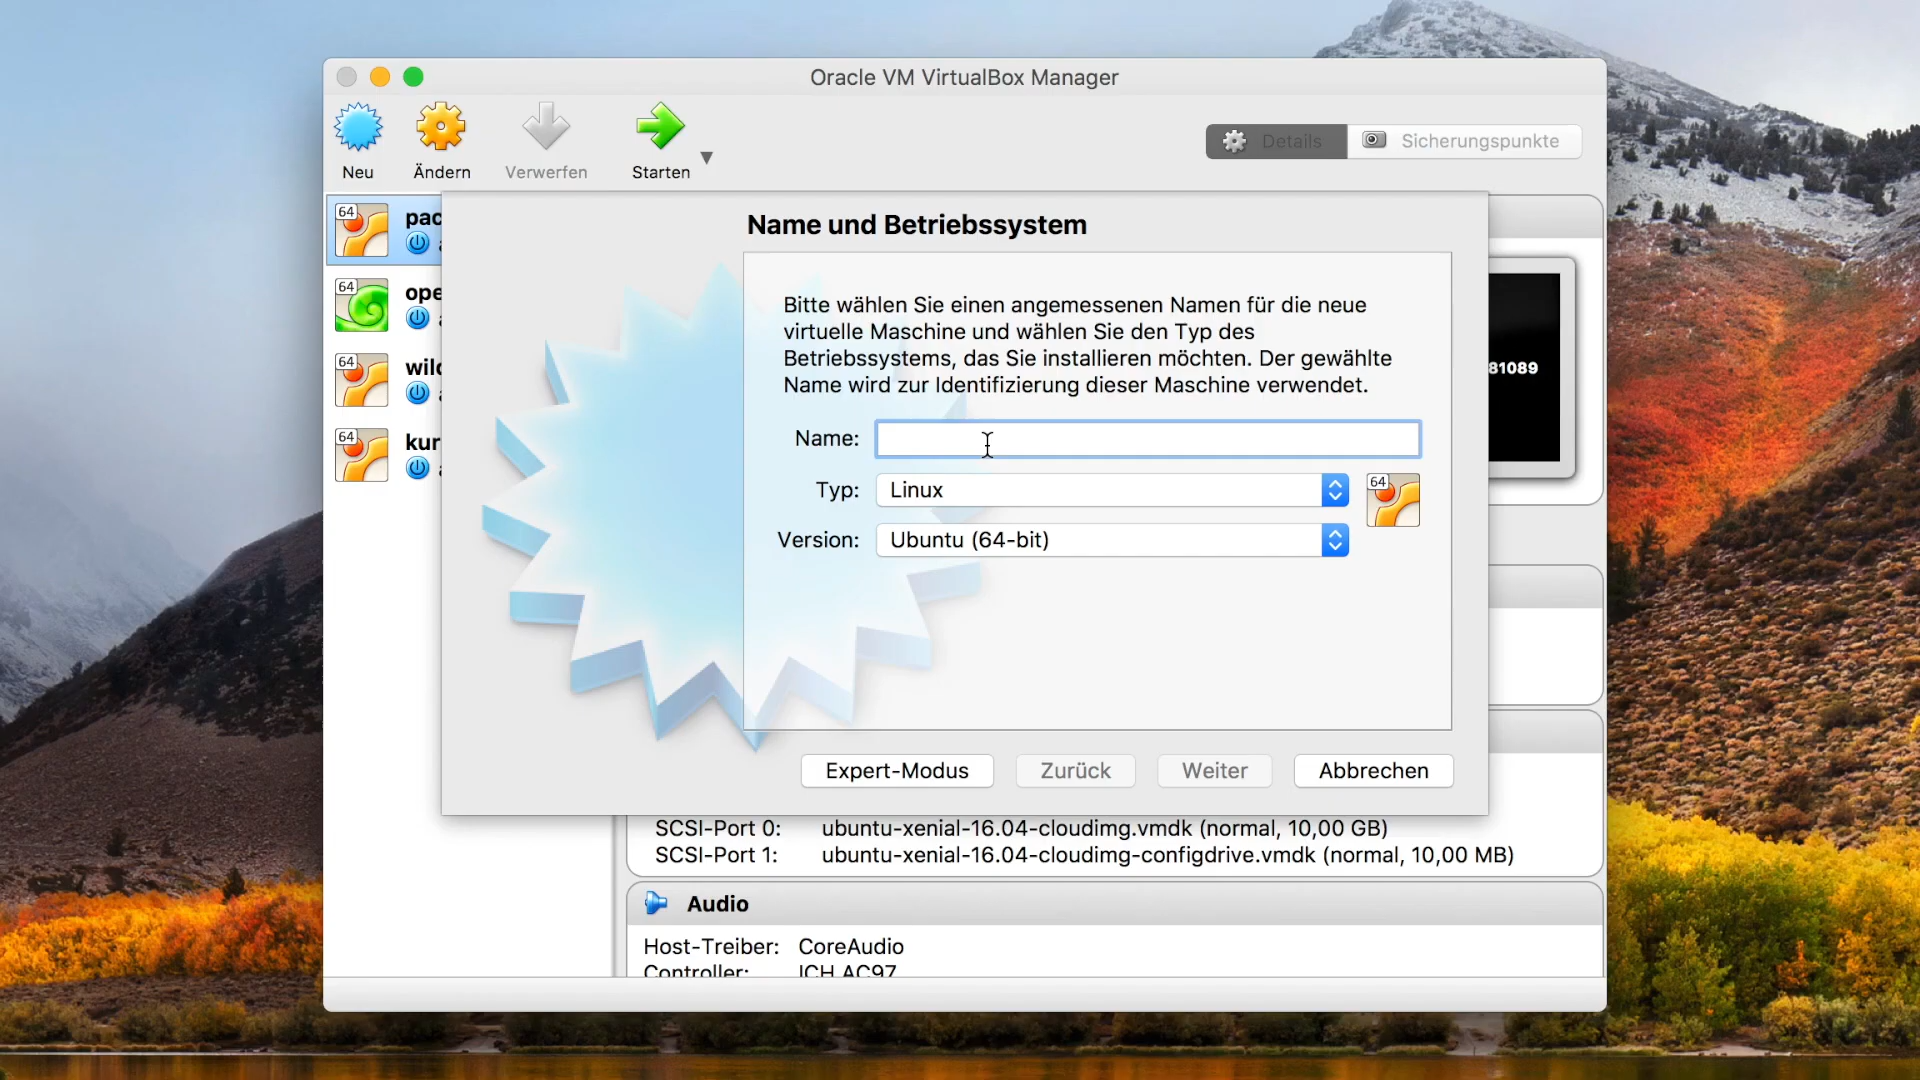 Oracle VM VirtualBox Manager
Neu
Ändern
Verwerfen
Starten
Details
Sicherungspunkte
64
pac
64
ope
64
wild
64
kur
Name und Betriebssystem
Bitte wählen Sie einen angemessenen Namen für die neue
virtuelle Maschine und wählen Sie den Typ des
Betriebssystems, das Sie installieren möchten. Der gewählte
Name wird zur Identifizierung dieser Maschine verwendet.
81089
Name:
Typ: Linux
64
Version: Ubuntu (64-bit)
Expert-Modus
Zurück
Weiter
Abbrechen
SCSI-Port 0: ubuntu-xenial-16.04-cloudimg.vmdk (normal, 10,00 GB)
SCSI-Port 1: ubuntu-xenial-16.04-cloudimg-configdrive.vmdk (normal, 10,00 MB)
Audio
Host-Treiber: CoreAudio
Controller: ICH AC97